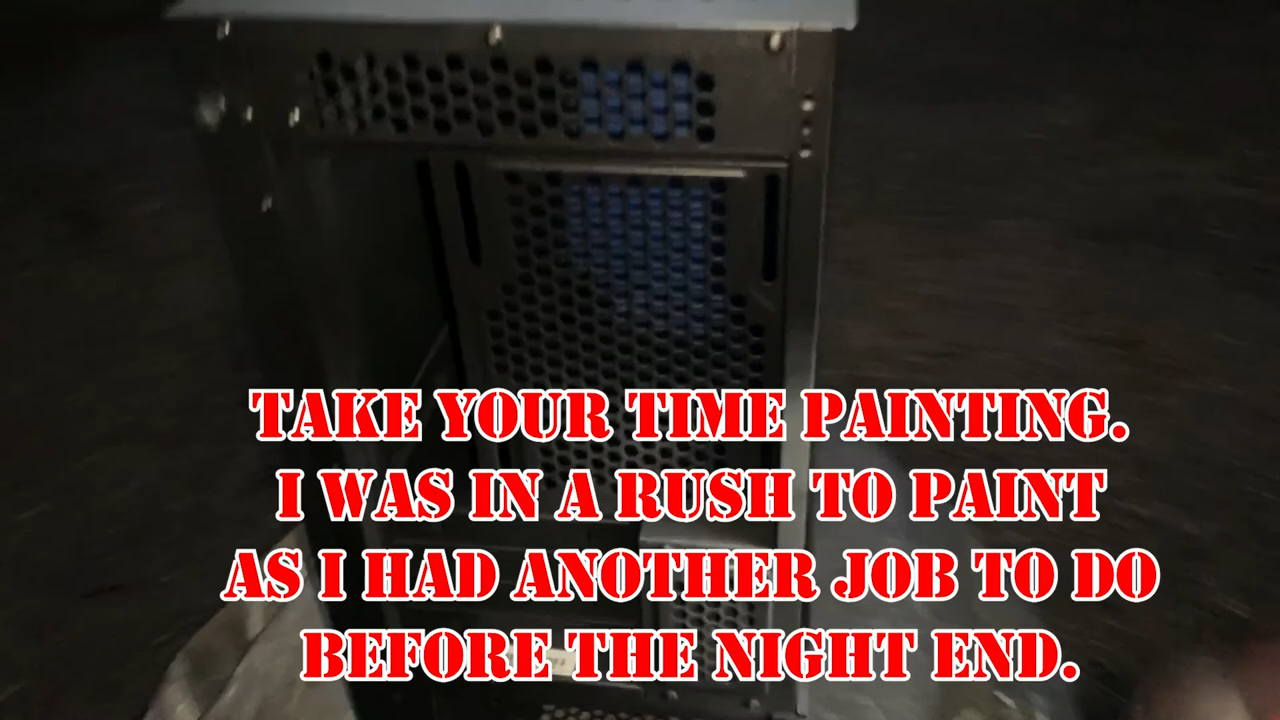 TAKE YOUR TIME PAINTING.
I WAS IN A RUSH TO PAINT
AS I HAD ANOTHER JOB TO DO
BEFORE THE NIGHT END.